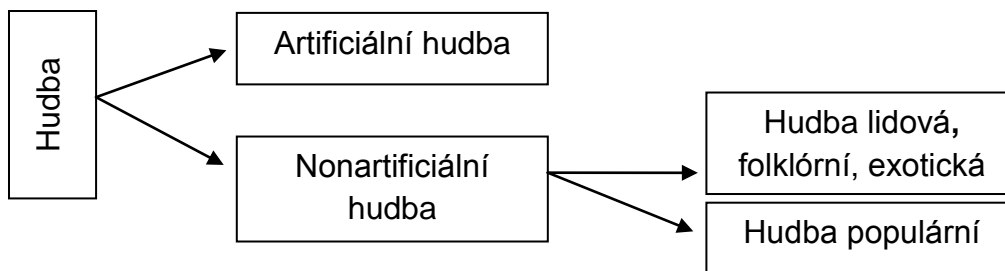 Hudba
Artificiální hudba
Nonartificiální
hudba
Hudba lidová,
folklórní, exotická
Hudba populární